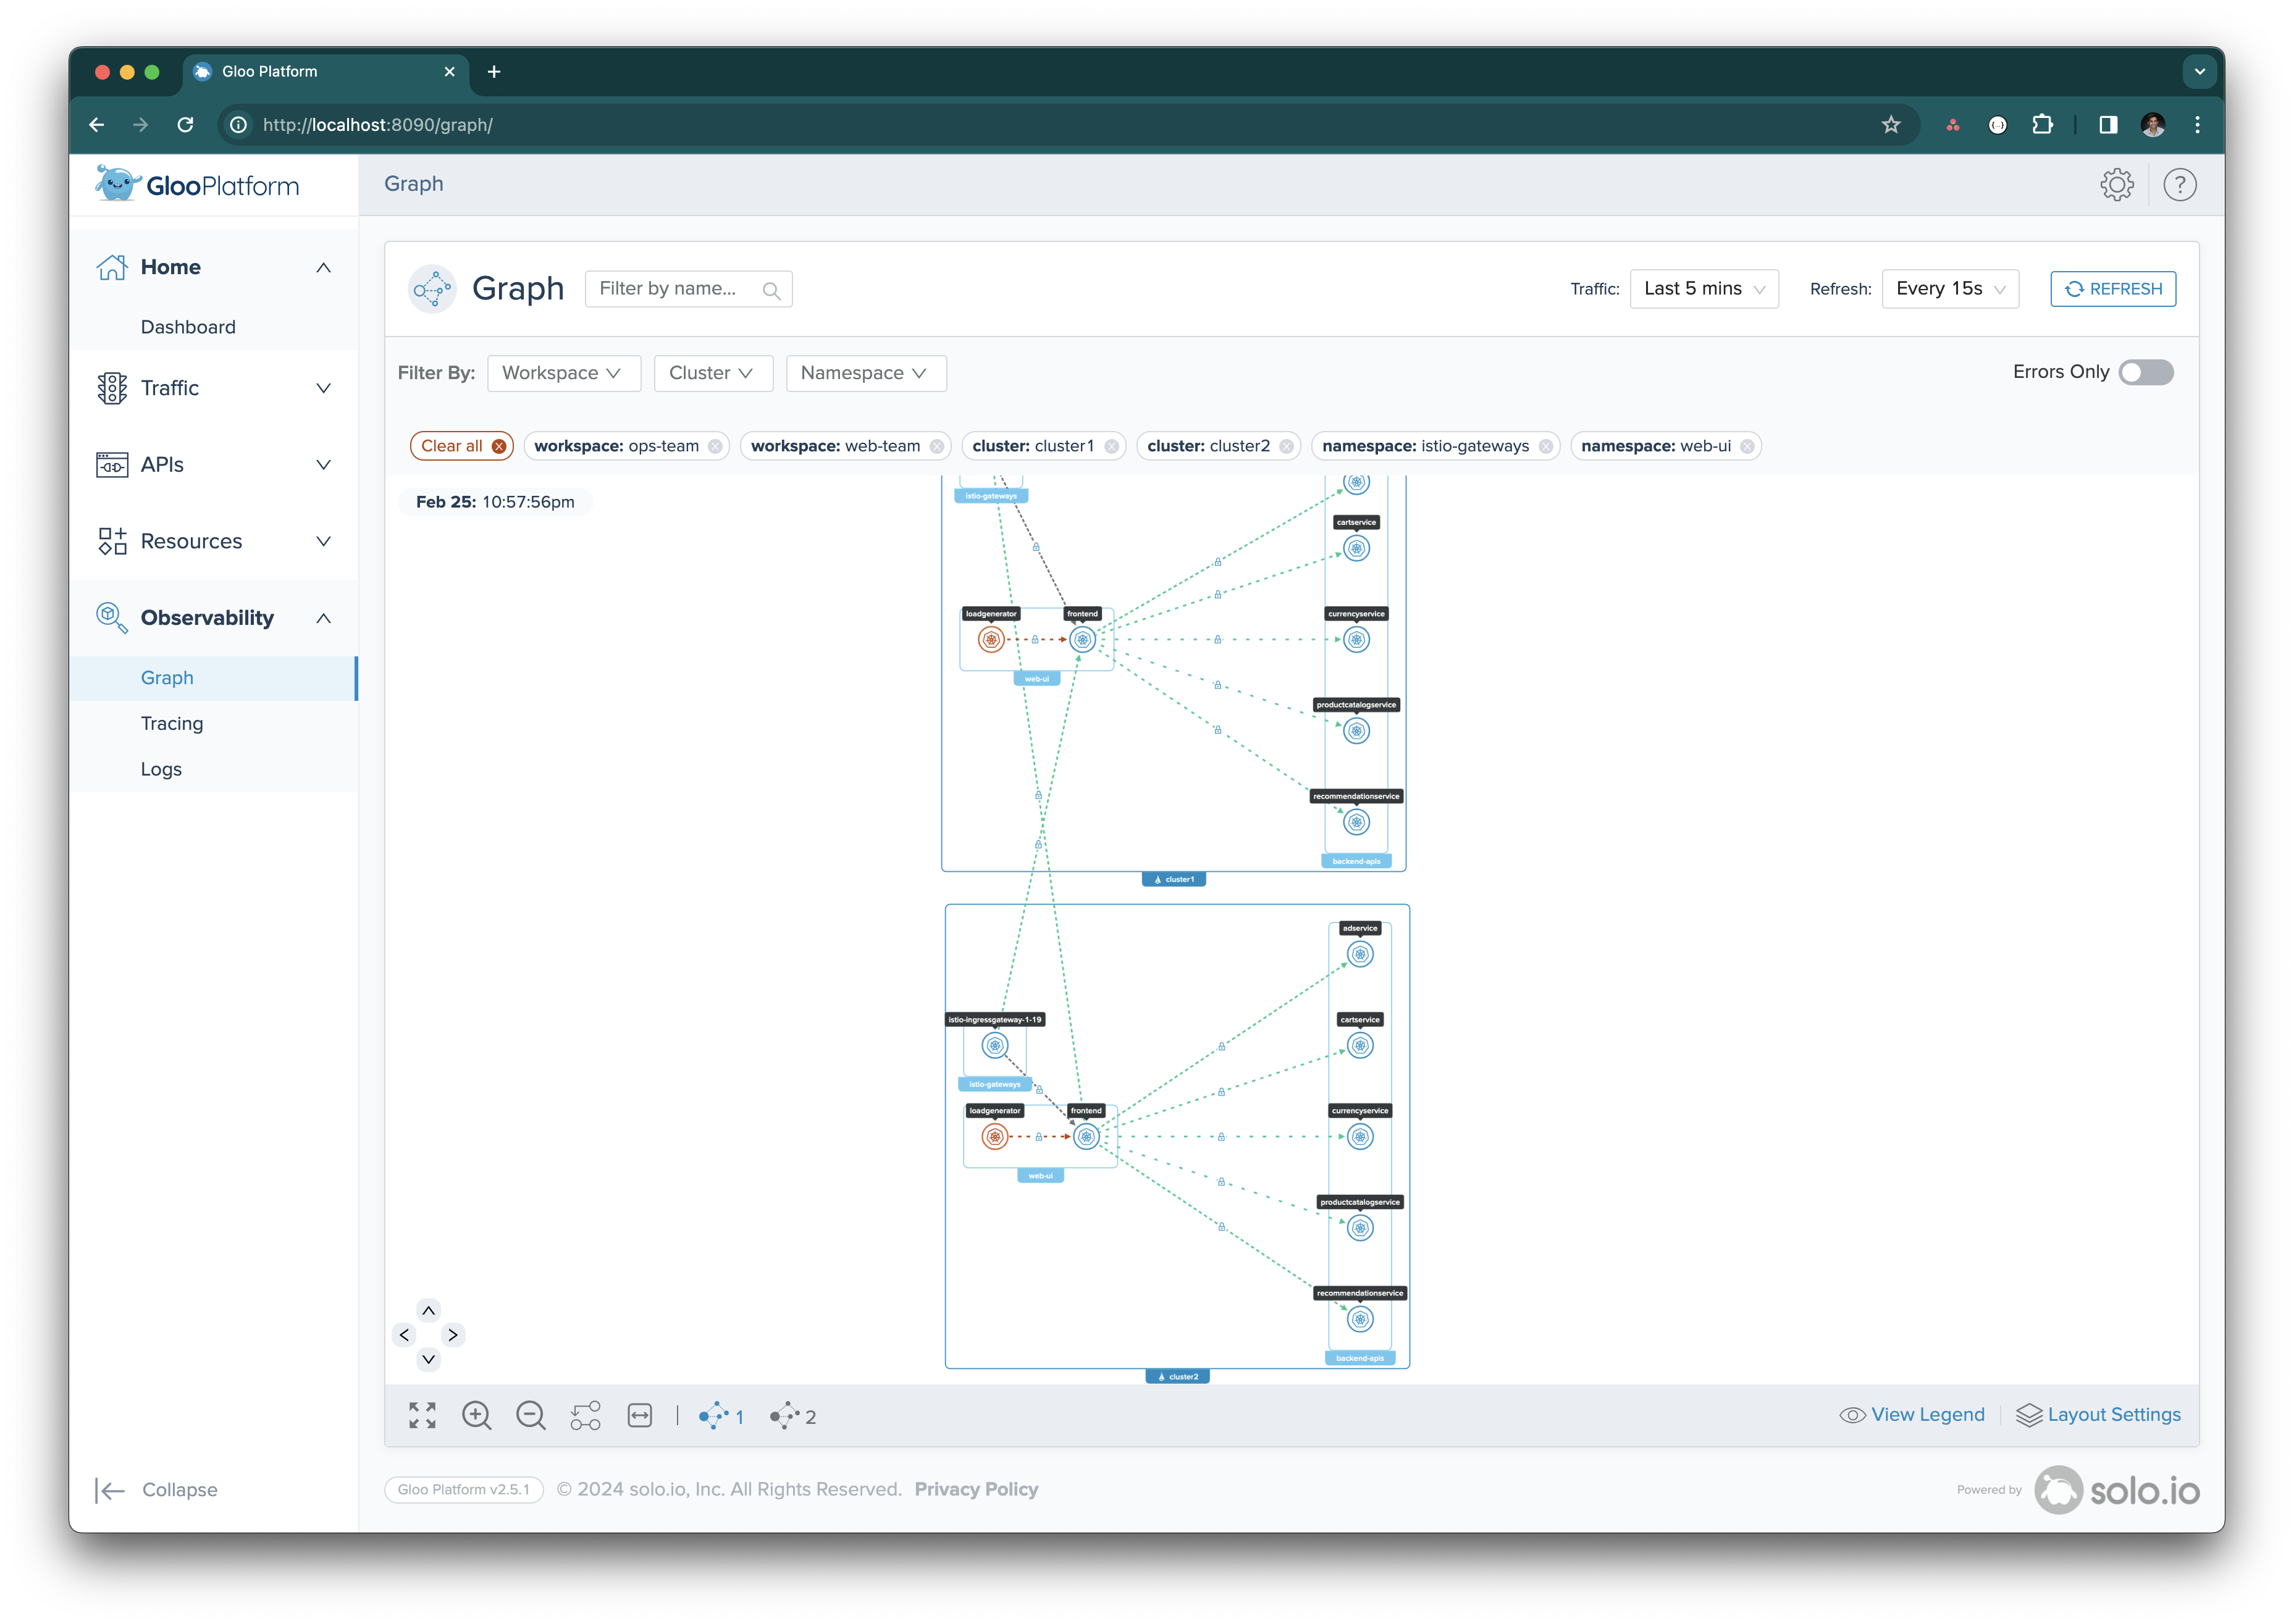 Gloo Platform
http://localhost:8090/graph/
GlooPlatform
Graph
Home
Dashboard
Traffic
APIs
Resources
Observability
Graph
Tracing
Logs
Collapse
Graph
Filter by name...
Traffic:
Last 5 mins
Refresh:
Every 15s
REFRESH
Filter By:
Workspace
Cluster
Namespace
Errors Only
Clear all
workspace: ops-team
workspace: web-team
cluster: cluster1
cluster: cluster2
namespace: istio-gateways
namespace: web-ui
Feb 25: 10:57:56pm
istio-gateways
cartservice
loadgenerator
frontend
currencyservice
web-ui
productcatalogservice
recommendationservice
backend-apis
cluster1
adservice
istio-ingressgateway-1-19
cartservice
istio-gateways
loadgenerator
frontend
currencyservice
web-ui
productcatalogservice
recommendationservice
backend-apis
cluster2
1
2
View Legend
Layout Settings
Gloo Platform v2.5.1
© 2024 solo.io, Inc. All Rights Reserved.
Privacy Policy
Powered by
solo.io